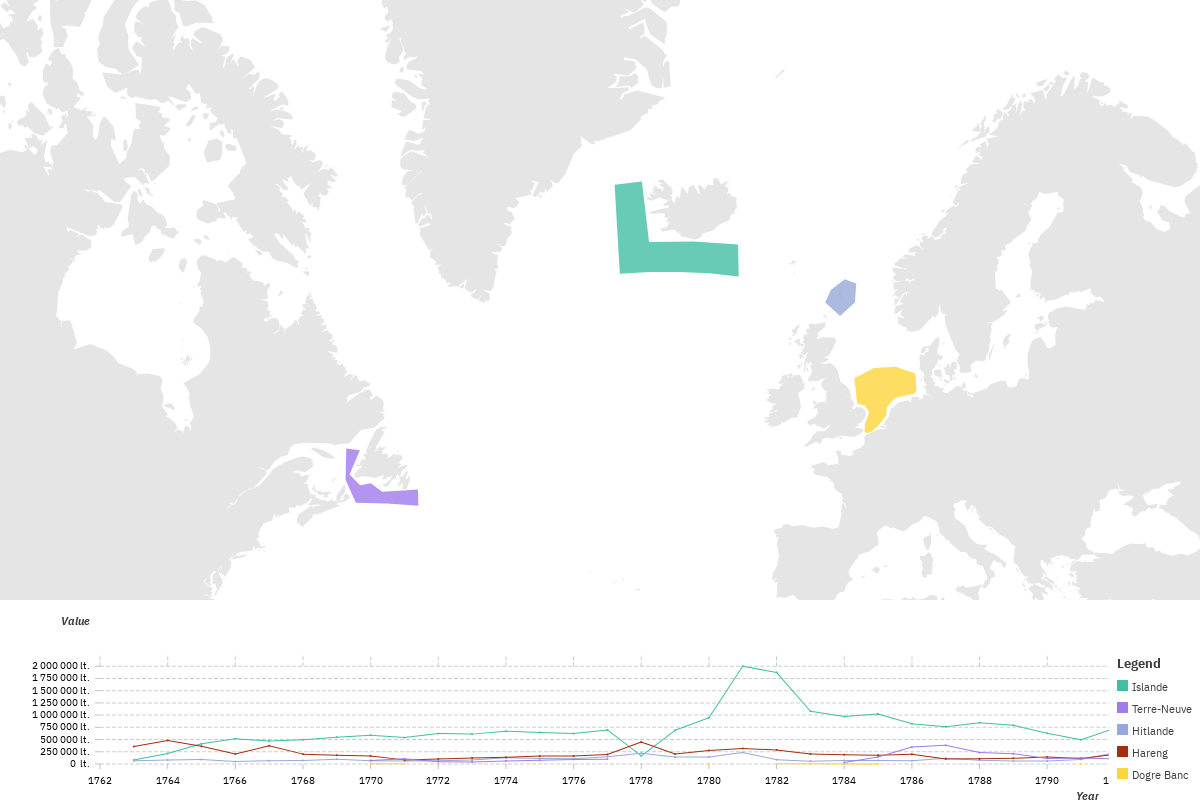 Value
2 000 000 lt.
1 750 000 lt.
1 500 000 lt.
1 250 000 lt.
1 000 000 lt.
750 000 lt.
500 000 lt.
250 000 lt.
0 lt.
1762 1764 1766 1768 1770 1772 1774 1776 1778 1780 1782 1784 1786 1788 1790 1
Year
Legend
Islande
Terre-Neuve
Hitlande
Hareng
Dogre Banc